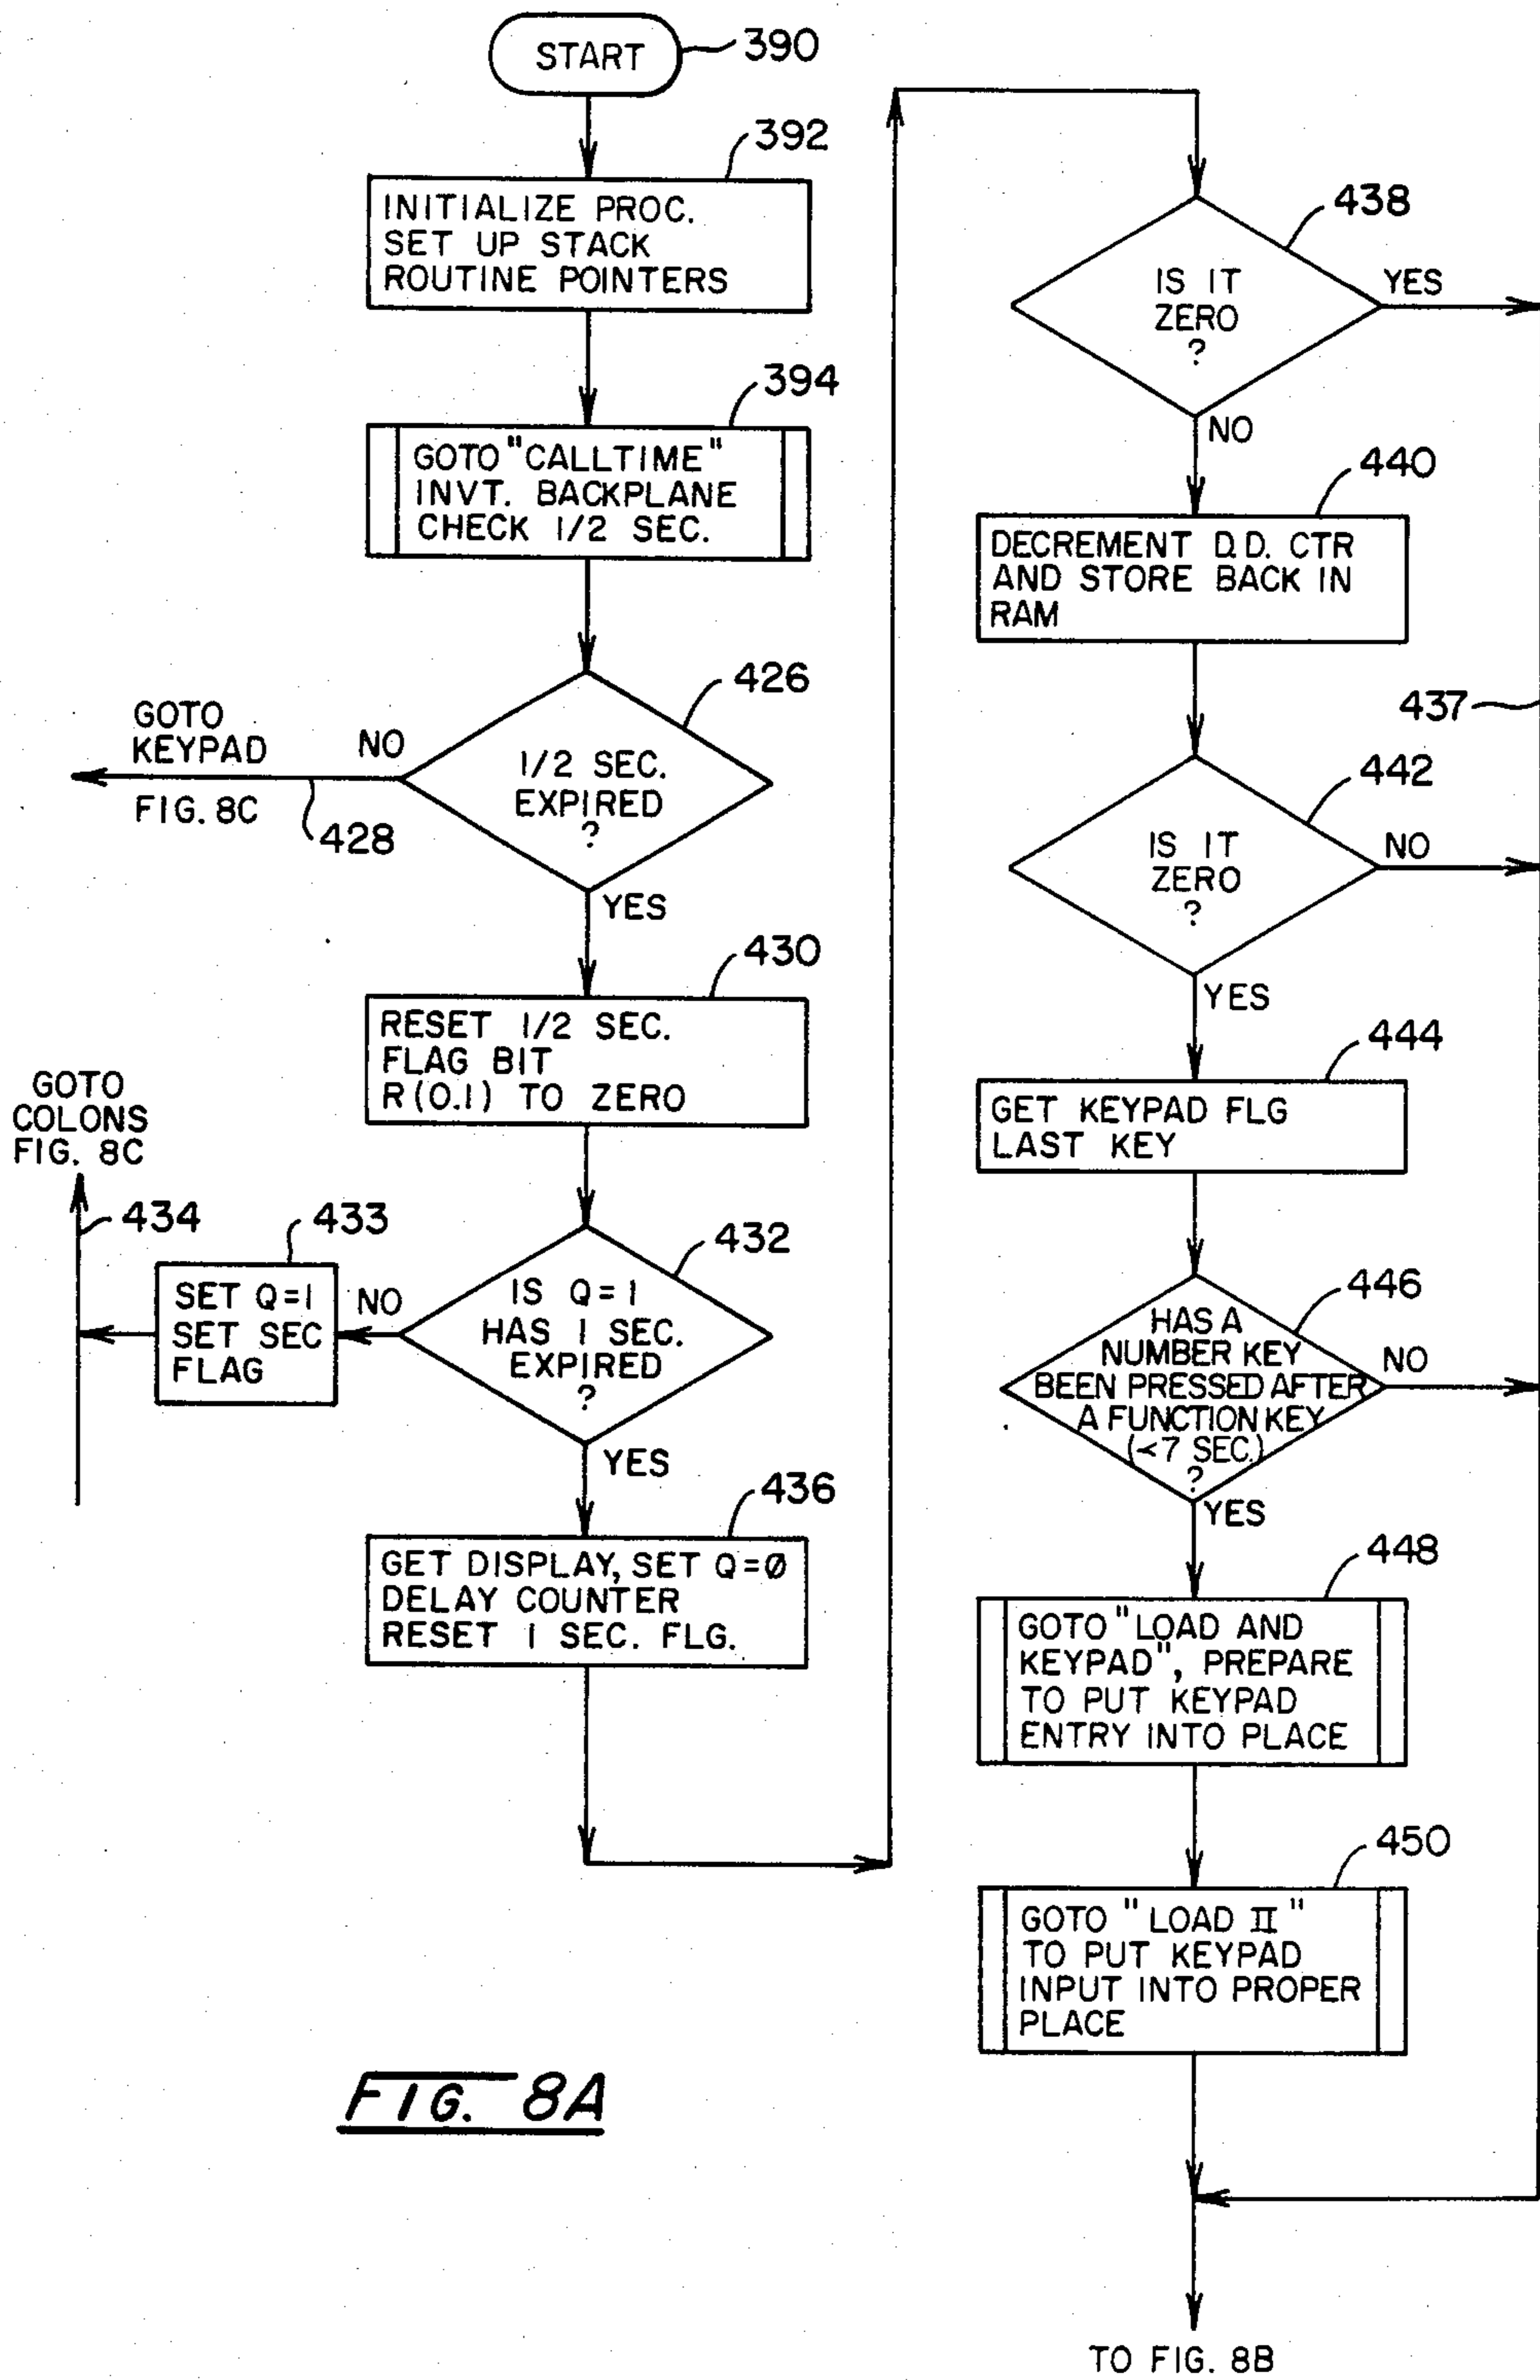 START
390
392
INITIALIZE PROC.
SET UP STACK
ROUTINE POINTERS
394
GOTO "CALLTIME"
INVT. BACKPLANE
CHECK 1/2 SEC.
426
1/2 SEC.
EXPIRED
?
NO
GOTO
KEYPAD
FIG. 8C
428
YES
430
RESET 1/2 SEC.
FLAG BIT
R(0.1) TO ZERO
432
IS Q=1
HAS 1 SEC.
EXPIRED
?
NO
433
SET Q=1
SET SEC
FLAG
434
GOTO
COLONS
FIG. 8C
YES
436
GET DISPLAY, SET Q=Ø
DELAY COUNTER
RESET 1 SEC. FLG.
438
IS IT
ZERO
?
YES
NO
440
DECREMENT D.D. CTR
AND STORE BACK IN
RAM
437
442
IS IT
ZERO
?
NO
YES
444
GET KEYPAD FLG
LAST KEY
446
HAS A
NUMBER KEY
BEEN PRESSED AFTER
A FUNCTION KEY
(<7 SEC.)
?
NO
YES
448
GOTO "LOAD AND
KEYPAD", PREPARE
TO PUT KEYPAD
ENTRY INTO PLACE
450
GOTO "LOAD II"
TO PUT KEYPAD
INPUT INTO PROPER
PLACE
TO FIG. 8B
FIG. 8A